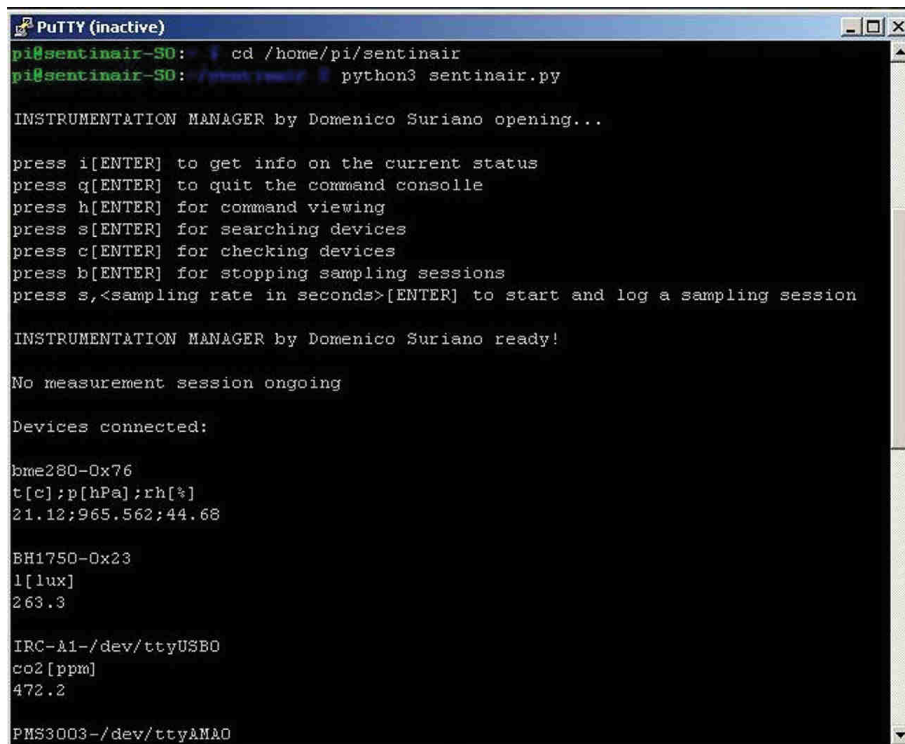 PuTTY (inactive)
pi@sentinair-S0: ~ $ cd /home/pi/sentinair
pi@sentinair-S0: ~/sentinair $ python3 sentinair.py
INSTRUMENTATION MANAGER by Domenico Suriano opening...
press i[ENTER] to get info on the current status
press q[ENTER] to quit the command consolle
press h[ENTER] for command viewing
press s[ENTER] for searching devices
press c[ENTER] for checking devices
press b[ENTER] for stopping sampling sessions
press s,<sampling rate in seconds>[ENTER] to start and log a sampling session
INSTRUMENTATION MANAGER by Domenico Suriano ready!
No measurement session ongoing
Devices connected:
bme280-0x76
t[c];p[hPa];rh[%]
21.12;965.562;44.68
BH1750-0x23
l[lux]
263.3
IRC-A1-/dev/ttyUSB0
co2[ppm]
472.2
PMS3003-/dev/ttyAMA0